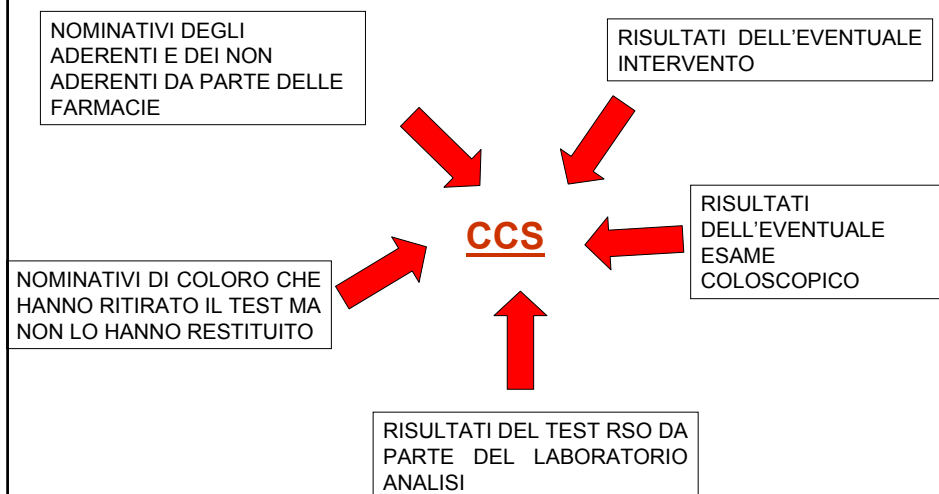 NOMINATIVI DEGLI
ADERENTI E DEI NON
ADERENTI DA PARTE DELLE
FARMACIE
RISULTATI DELL'EVENTUALE
INTERVENTO
CCS
RISULTATI
DELL'EVENTUALE
ESAME
COLOSCOPICO
NOMINATIVI DI COLORO CHE
HANNO RITIRATO IL TEST MA
NON LO HANNO RESTITUITO
RISULTATI DEL TEST RSO DA
PARTE DEL LABORATORIO
ANALISI